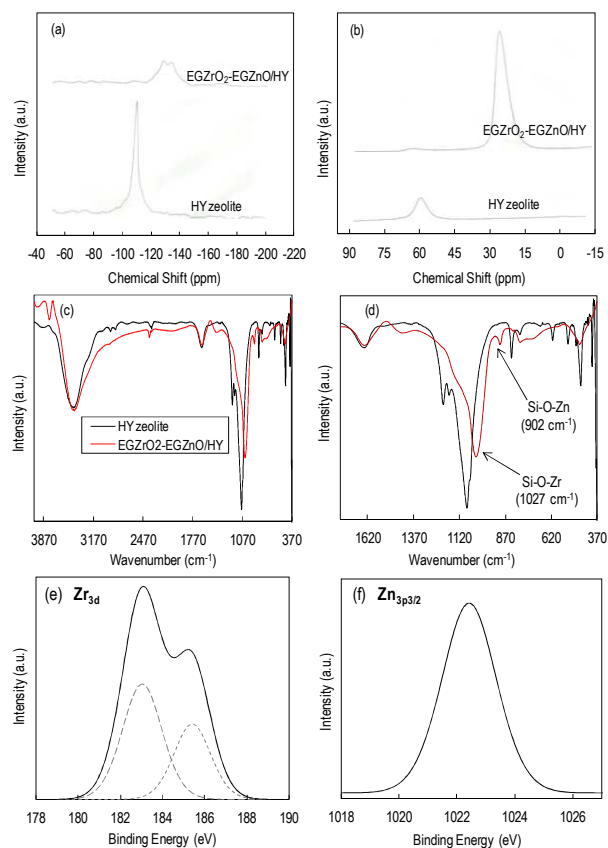 (a)
Intensity (a.u.)
EGZrO₂-EGZnO/HY
HY zeolite
-40 -60 -80 -100 -120 -140 -160 -180 -200 -220
Chemical Shift (ppm)
(b)
Intensity (a.u.)
EGZrO₂-EGZnO/HY
HY zeolite
90 75 60 45 30 15 0 -15
Chemical Shift (ppm)
(c)
Intensity (a.u.)
HY zeolite
EGZrO2-EGZnO/HY
3870 3170 2470 1770 1070 370
Wavenumber (cm⁻¹)
(d)
Intensity (a.u.)
Si-O-Zn
(902 cm⁻¹)
Si-O-Zr
(1027 cm⁻¹)
1620 1370 1120 870 620 370
Wavenumber (cm⁻¹)
(e) Zr₃d
Intensity (a.u.)
178 180 182 184 186 188 190
Binding Energy (eV)
(f) Zn₃p₃/₂
Intensity (a.u.)
1018 1020 1022 1024 1026
Binding Energy (eV)